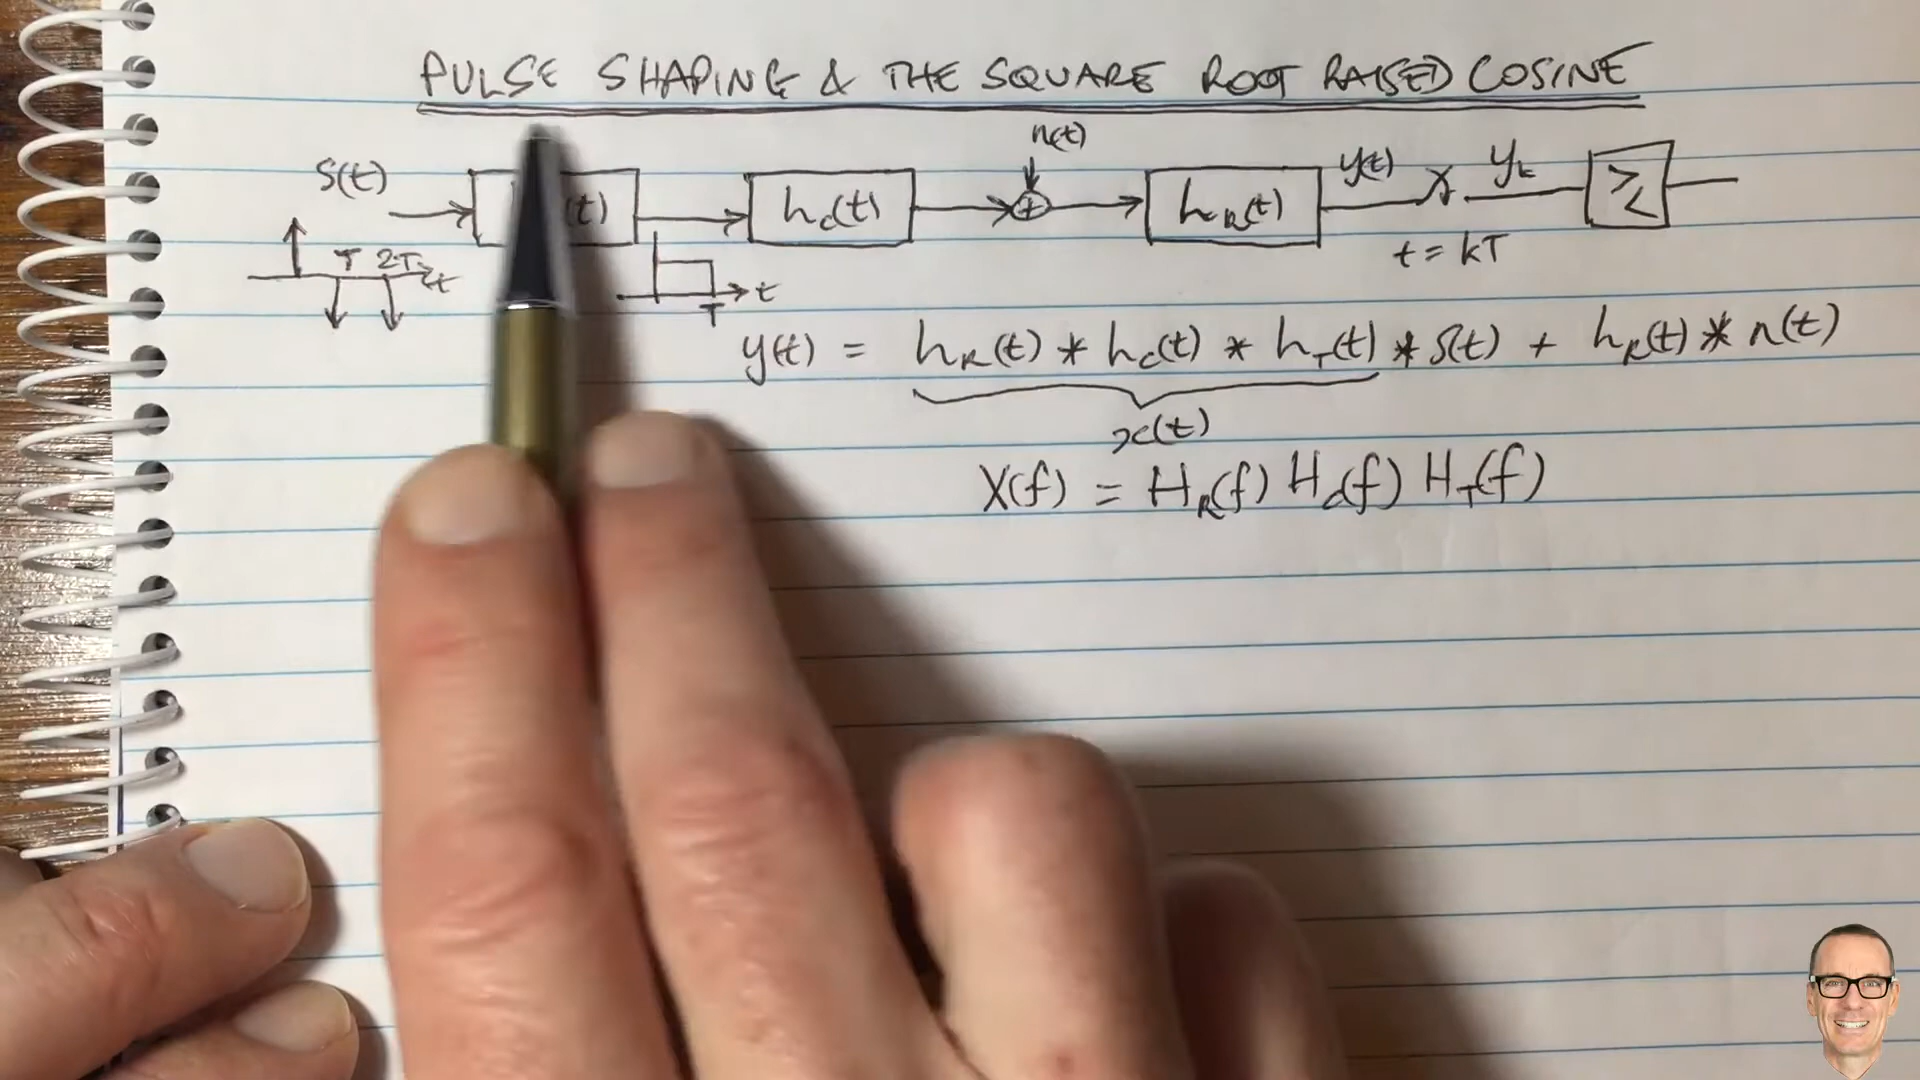 PULSE SHAPING & THE SQUARE ROOT RAISED COSINE
n(t)
S(t) (t) h_c(t) + h_R(t) y(t) y_k ≷
T 2T t
T t
t = kT
y(t) = h_R(t) * h_c(t) * h_T(t) * S(t) + h_R(t) * n(t)
x(t)
X(f) = H_R(f) H_c(f) H_T(f)